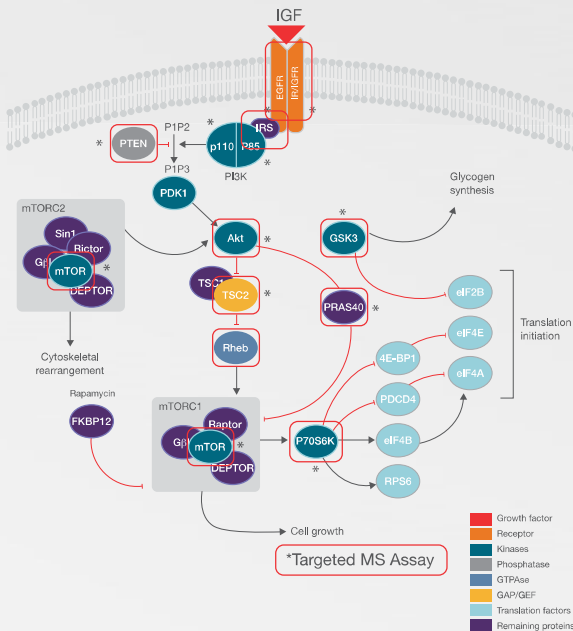 IGF
EGFR
IR/IGFR
IRS
*
*
*
PTEN
*
P1P2
p110
P85
*
PI3K
P1P3
PDK1
Glycogen
synthesis
mTORC2
Sin1
Rictor
GβL
mTOR
*
DEPTOR
Akt
*
*
GSK3
TSC1
TSC2
*
PRAS40
*
eIF2B
eIF4E
eIF4A
Translation
initiation
Cytoskeletal
rearrangement
Rheb
4E-BP1
PDCD4
Rapamycin
FKBP12
mTORC1
Raptor
GβL
mTOR
*
DEPTOR
P70S6K
*
eIF4B
RPS6
Cell growth
*Targeted MS Assay
Growth factor
Receptor
Kinases
Phosphatase
GTPAse
GAP/GEF
Translation factors
Remaining proteins